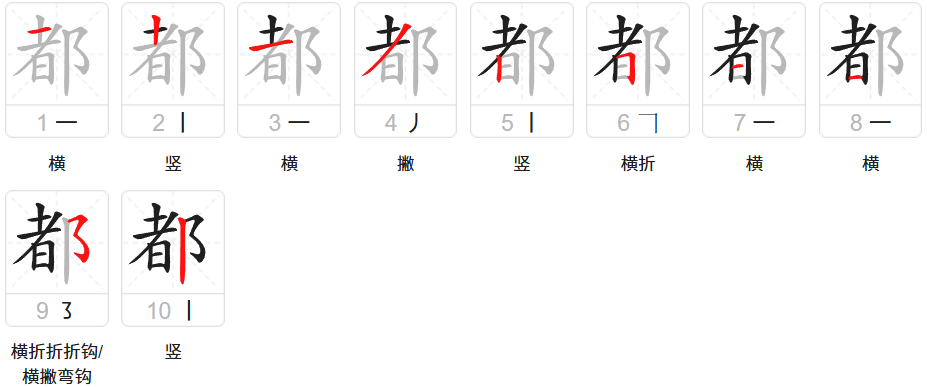 都 都 都 都 都 都 都 都
1 一 2 丨 3 一 4 丿 5 丨 6 ㇕ 7 一 8 一
横 竖 横 撇 竖 横折 横 横
都 都
9 ㇌ 10 丨
横折折折钩/ 竖
横撇弯钩